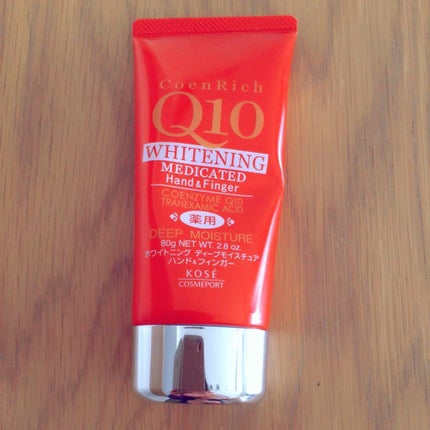 CoenRich
Q10
WHITENING
MEDICATED
Hand&Finger
COENZYME Q10
TRANEXAMIC ACID
薬用
DEEP MOISTURE
80g NET WT. 2.8 oz.
ホワイトニング ディープモイスチュア
ハンド&フィンガー
KOSÉ
COSMEPORT